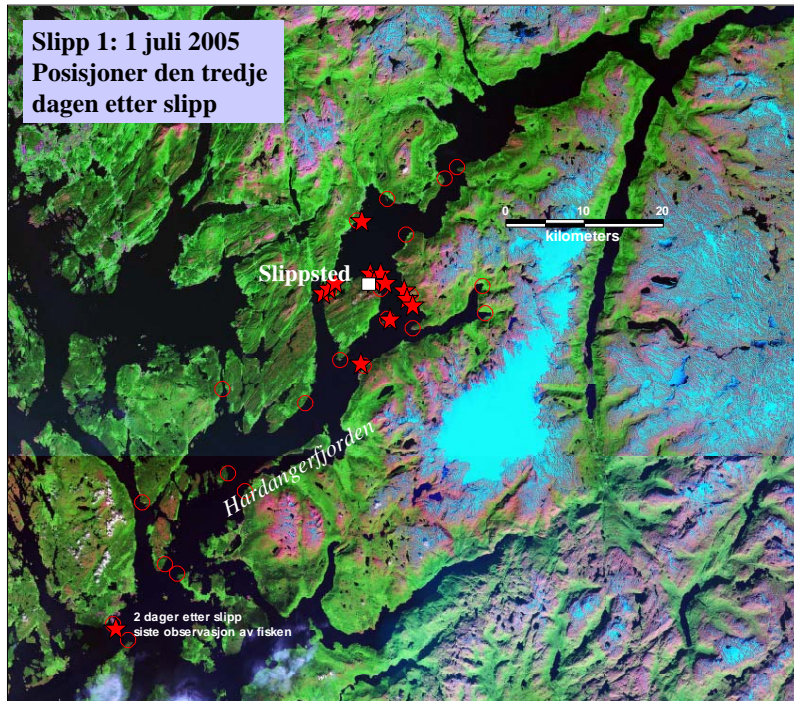 Slipp 1: 1 juli 2005
Posisjoner den tredje
dagen etter slipp
0 10 20
kilometers
Slippsted
Hardangerfjorden
2 dager etter slipp
siste observasjon av fisken